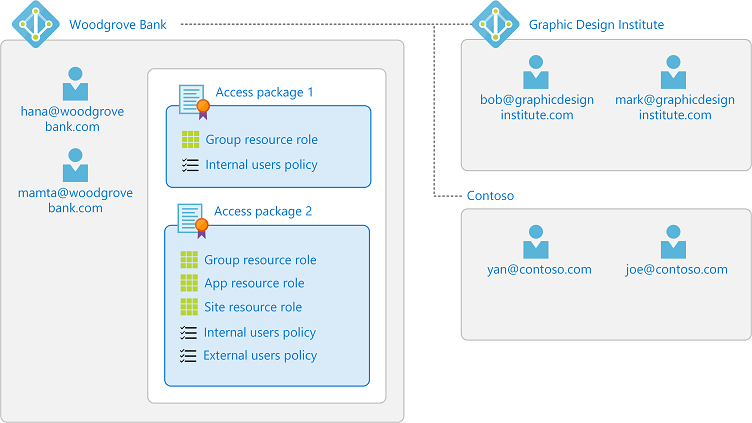 Woodgrove Bank
hana@woodgrove
bank.com
mamta@woodgrove
bank.com
Access package 1
Group resource role
Internal users policy
Access package 2
Group resource role
App resource role
Site resource role
Internal users policy
External users policy
Graphic Design Institute
bob@graphicdesign
institute.com
mark@graphicdesign
institute.com
Contoso
yan@contoso.com
joe@contoso.com